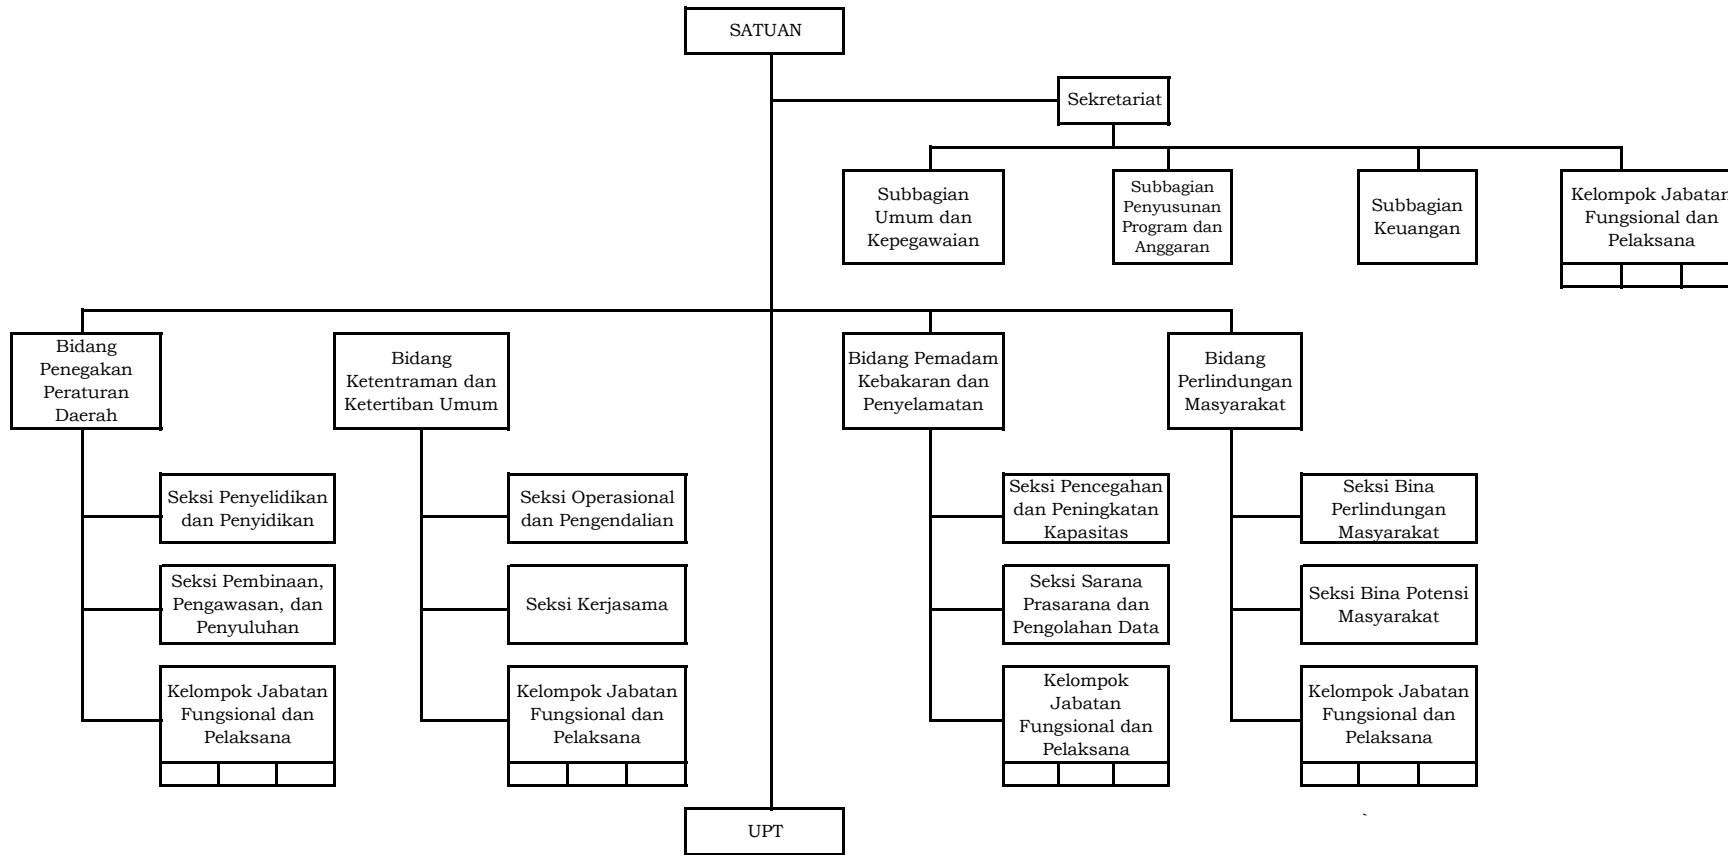 SATUAN
Sekretariat
Subbagian
Umum dan
Kepegawaian
Subbagian
Penyusunan
Program dan
Anggaran
Subbagian
Keuangan
Kelompok Jabatan
Fungsional dan
Pelaksana
Bidang
Penegakan
Peraturan
Daerah
Bidang
Ketentraman dan
Ketertiban Umum
Bidang Pemadam
Kebakaran dan
Penyelamatan
Bidang
Perlindungan
Masyarakat
Seksi Penyelidikan
dan Penyidikan
Seksi Operasional
dan Pengendalian
Seksi Pencegahan
dan Peningkatan
Kapasitas
Seksi Bina
Perlindungan
Masyarakat
Seksi Pembinaan,
Pengawasan, dan
Penyuluhan
Seksi Kerjasama
Seksi Sarana
Prasarana dan
Pengolahan Data
Seksi Bina Potensi
Masyarakat
Kelompok Jabatan
Fungsional dan
Pelaksana
Kelompok Jabatan
Fungsional dan
Pelaksana
Kelompok
Jabatan
Fungsional dan
Pelaksana
Kelompok Jabatan
Fungsional dan
Pelaksana
UPT
`